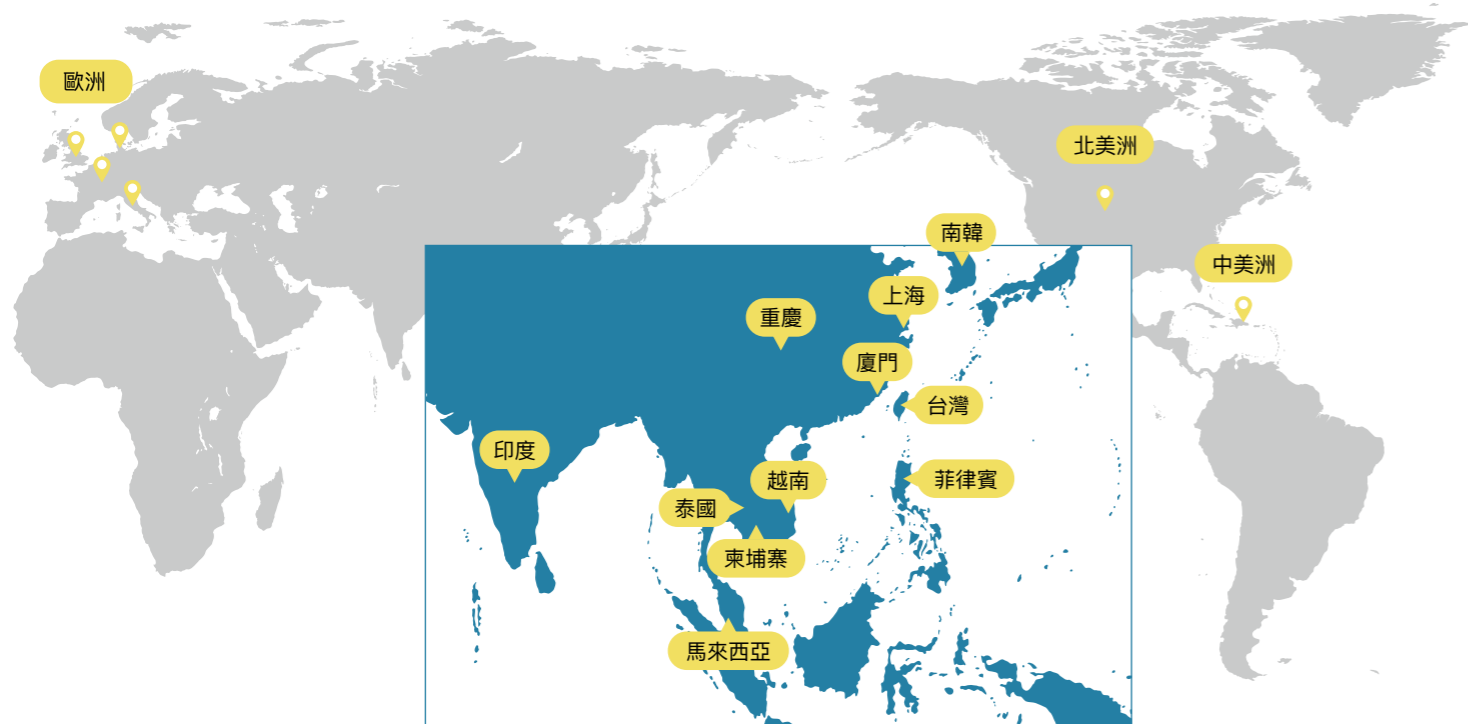 歐洲
北美洲
南韓
中美洲
上海
重慶
廈門
台灣
印度
越南
菲律賓
泰國
柬埔寨
馬來西亞